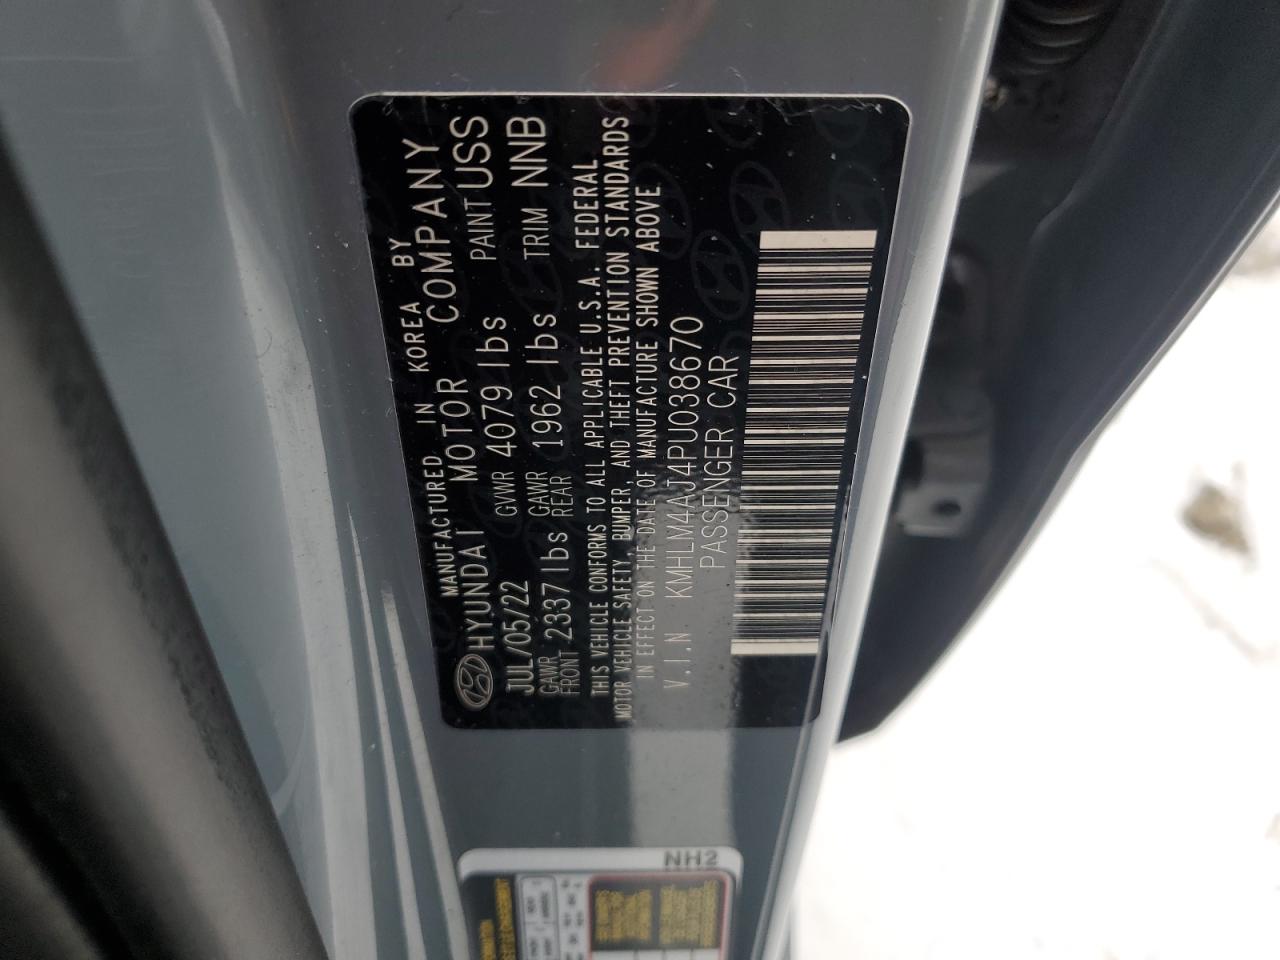 MANUFACTURED IN KOREA BY
HYUNDAI MOTOR COMPANY
JUL/05/22 GVWR 4079 lbs PAINT USS
GAWR FRONT 2337 lbs GAWR REAR 1962 lbs TRIM NNB
THIS VEHICLE CONFORMS TO ALL APPLICABLE U.S.A. FEDERAL
MOTOR VEHICLE SAFETY, BUMPER, AND THEFT PREVENTION STANDARDS
IN EFFECT ON THE DATE OF MANUFACTURE SHOWN ABOVE
V.I.N KMHLM4AJ4PU038670
PASSENGER CAR
NH2